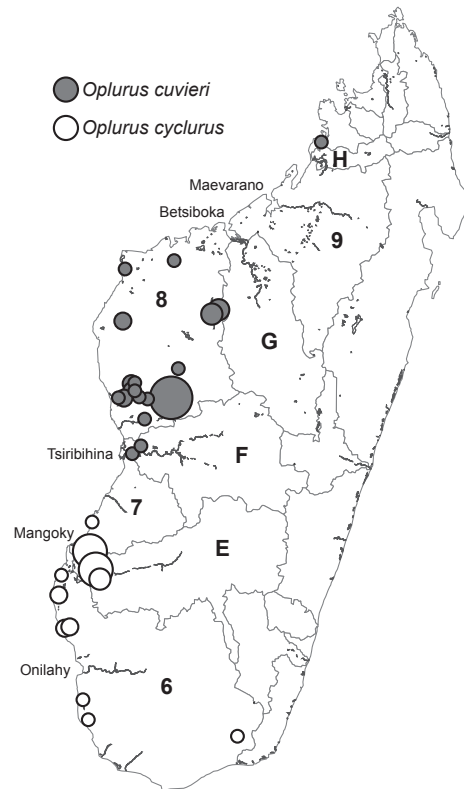 Oplurus cuvieri
Oplurus cyclurus
H
Maevarano
Betsiboka
9
8
G
Tsiribihina
F
7
Mangoky
E
Onilahy
6